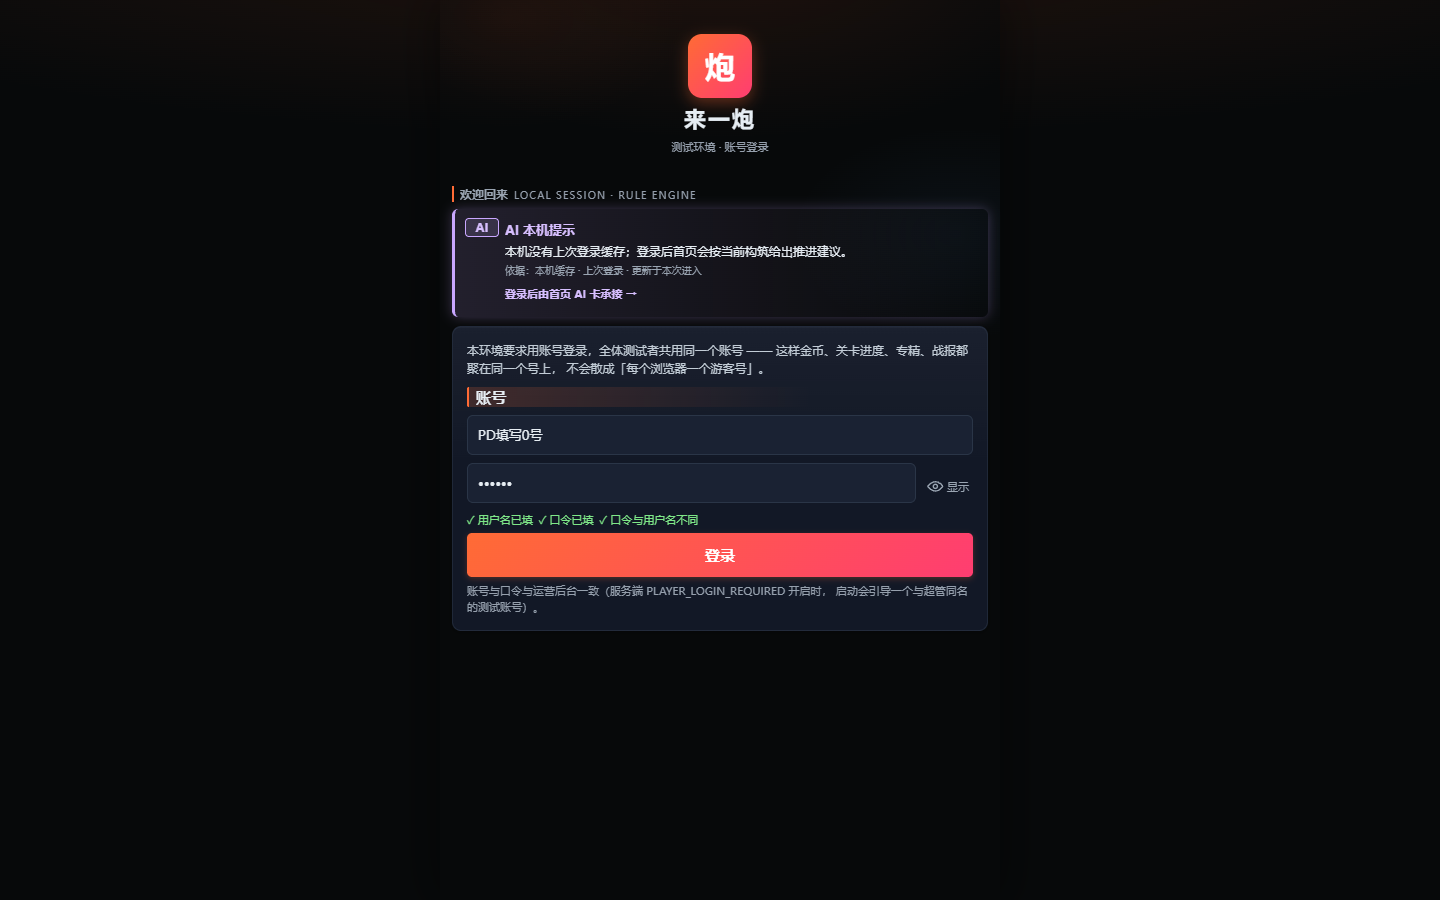 炮
来一炮
测试环境 · 账号登录
欢迎回来 LOCAL SESSION · RULE ENGINE
AI AI 本机提示
本机没有上次登录缓存；登录后首页会按当前构筑给出推进建议。
依据：本机缓存 · 上次登录 · 更新于本次进入
登录后由首页 AI 卡承接 →
本环境要求用账号登录，全体测试者共用同一个账号 —— 这样金币、关卡进度、专精、战报都
聚在同一个号上， 不会散成「每个浏览器一个游客号」。
账号
PD填写0号
••••••
显示
✓ 用户名已填 ✓ 口令已填 ✓ 口令与用户名不同
登录
账号与口令与运营后台一致（服务端 PLAYER_LOGIN_REQUIRED 开启时， 启动会引导一个与超管同名
的测试账号）。